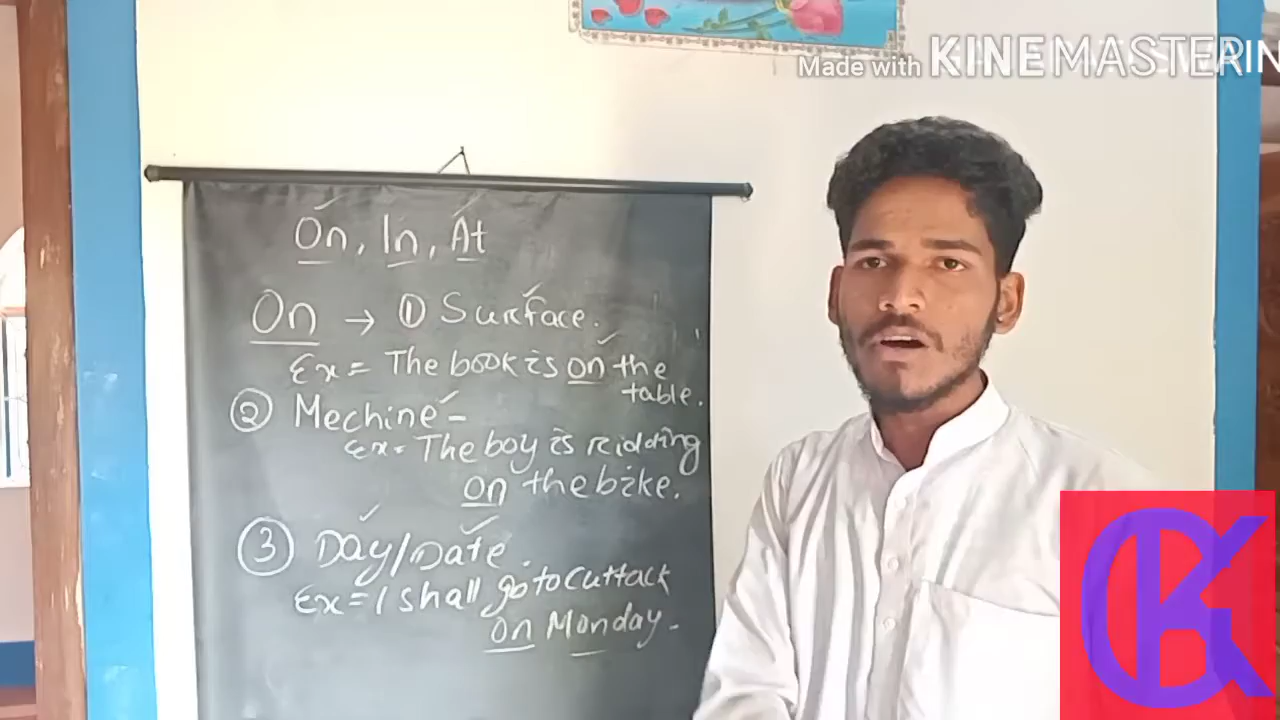 Made with KINEMASTER
On, In, At
On → ① Surface.
Ex = The book is on the
table.
② Mechine -
Ex = The boy is ridding
on the bike.
③ Day/Date.
Ex = I shall go to Cuttack
on Monday -